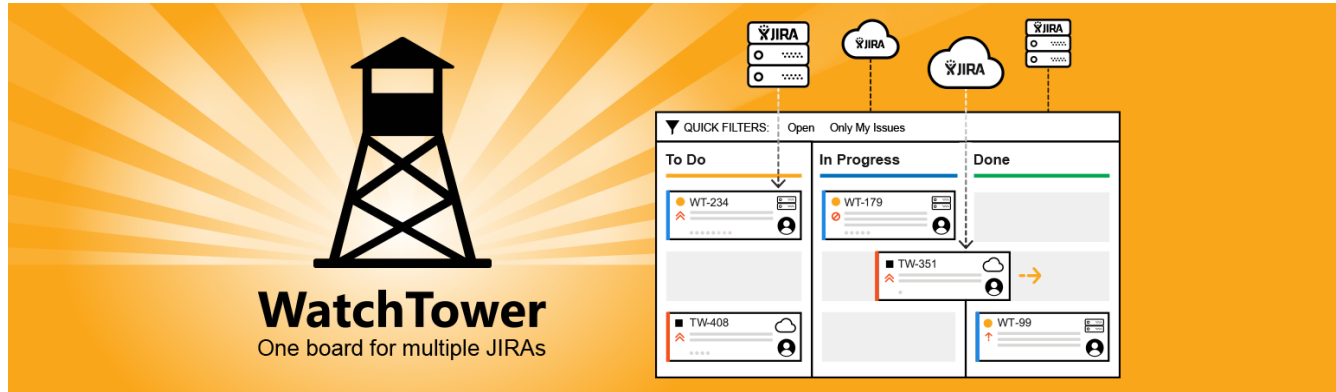 WatchTower
One board for multiple JIRAs
JIRA
JIRA
JIRA
JIRA
QUICK FILTERS: Open Only My Issues
To Do
In Progress
Done
WT-234
WT-179
TW-351
TW-408
WT-99